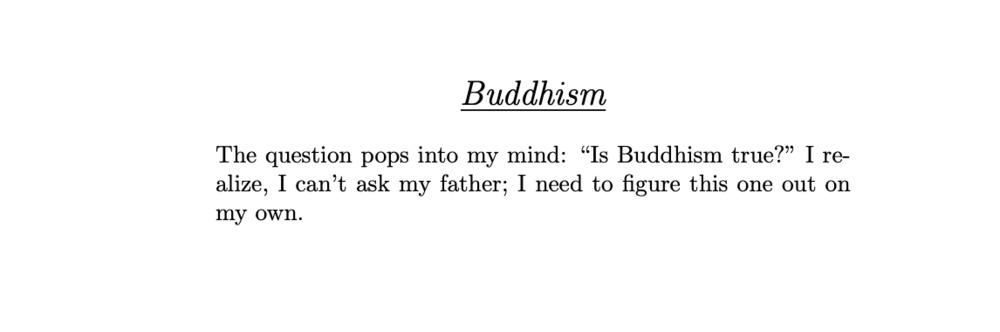 Buddhism
The question pops into my mind: “Is Buddhism true?” I re-
alize, I can’t ask my father; I need to figure this one out on
my own.